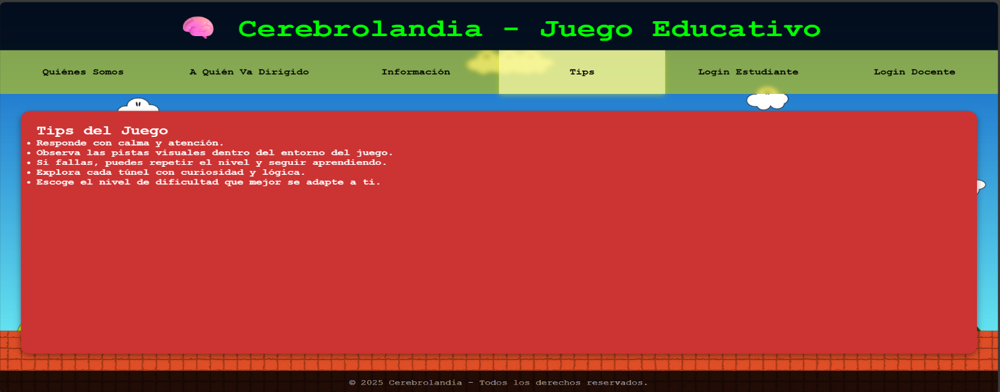 Cerebrolandia - Juego Educativo
Quiénes Somos
A Quién Va Dirigido
Información
Tips
Login Estudiante
Login Docente
Tips del Juego
• Responde con calma y atención.
• Observa las pistas visuales dentro del entorno del juego.
• Si fallas, puedes repetir el nivel y seguir aprendiendo.
• Explora cada túnel con curiosidad y lógica.
• Escoge el nivel de dificultad que mejor se adapte a ti.
© 2025 Cerebrolandia - Todos los derechos reservados.